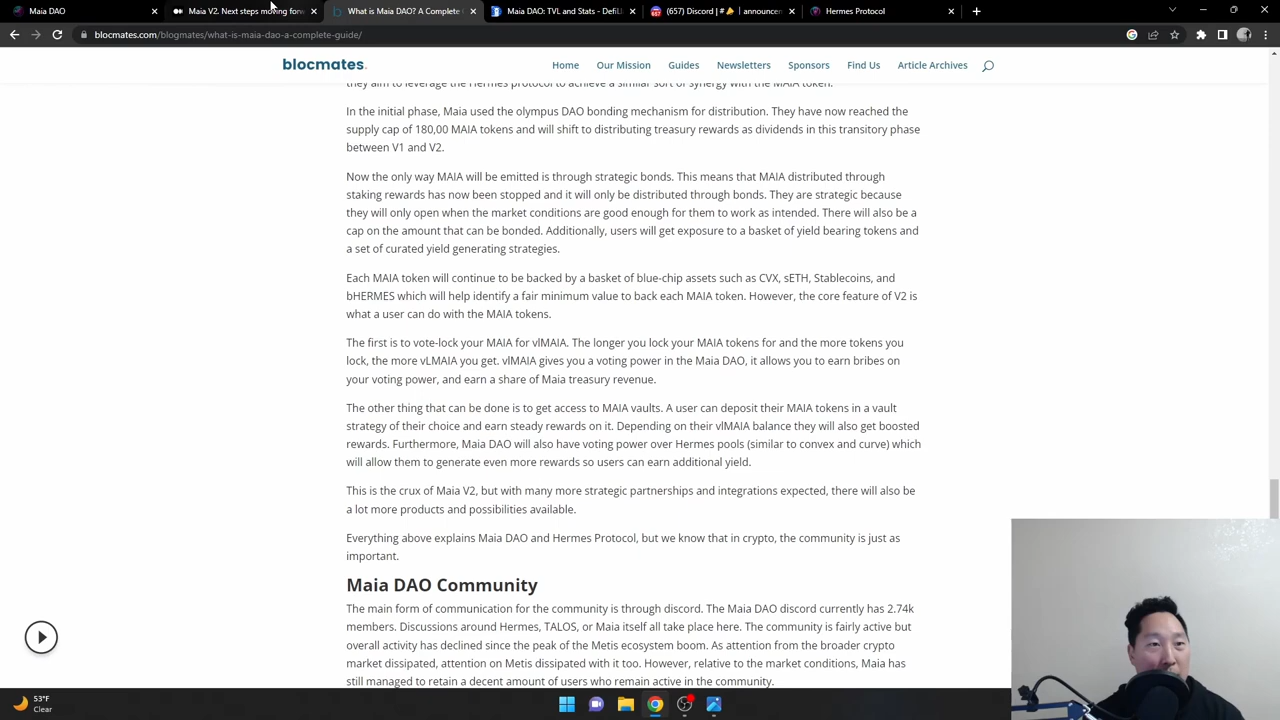 Maia DAO
Maia V2. Next steps moving forw
What is Maia DAO? A Complete
Maia DAO: TVL and Stats - DefiLl
(657) Discord | # 📣 | announcem
Hermes Protocol
blocmates.com/blogmates/what-is-maia-dao-a-complete-guide/
blocmates.
Home
Our Mission
Guides
Newsletters
Sponsors
Find Us
Article Archives
they aim to leverage the Hermes protocol to achieve a similar sort of synergy with the MAIA token.
In the initial phase, Maia used the olympus DAO bonding mechanism for distribution. They have now reached the
supply cap of 180,00 MAIA tokens and will shift to distributing treasury rewards as dividends in this transitory phase
between V1 and V2.
Now the only way MAIA will be emitted is through strategic bonds. This means that MAIA distributed through
staking rewards has now been stopped and it will only be distributed through bonds. They are strategic because
they will only open when the market conditions are good enough for them to work as intended. There will also be a
cap on the amount that can be bonded. Additionally, users will get exposure to a basket of yield bearing tokens and
a set of curated yield generating strategies.
Each MAIA token will continue to be backed by a basket of blue-chip assets such as CVX, sETH, Stablecoins, and
bHERMES which will help identify a fair minimum value to back each MAIA token. However, the core feature of V2 is
what a user can do with the MAIA tokens.
The first is to vote-lock your MAIA for vlMAIA. The longer you lock your MAIA tokens for and the more tokens you
lock, the more vLMAIA you get. vlMAIA gives you a voting power in the Maia DAO, it allows you to earn bribes on
your voting power, and earn a share of Maia treasury revenue.
The other thing that can be done is to get access to MAIA vaults. A user can deposit their MAIA tokens in a vault
strategy of their choice and earn steady rewards on it. Depending on their vlMAIA balance they will also get boosted
rewards. Furthermore, Maia DAO will also have voting power over Hermes pools (similar to convex and curve) which
will allow them to generate even more rewards so users can earn additional yield.
This is the crux of Maia V2, but with many more strategic partnerships and integrations expected, there will also be
a lot more products and possibilities available.
Everything above explains Maia DAO and Hermes Protocol, but we know that in crypto, the community is just as
important.
Maia DAO Community
The main form of communication for the community is through discord. The Maia DAO discord currently has 2.74k
members. Discussions around Hermes, TALOS, or Maia itself all take place here. The community is fairly active but
overall activity has declined since the peak of the Metis ecosystem boom. As attention from the broader crypto
market dissipated, attention on Metis dissipated with it too. However, relative to the market conditions, Maia has
still managed to retain a decent amount of users who remain active in the community.
53°F
Clear